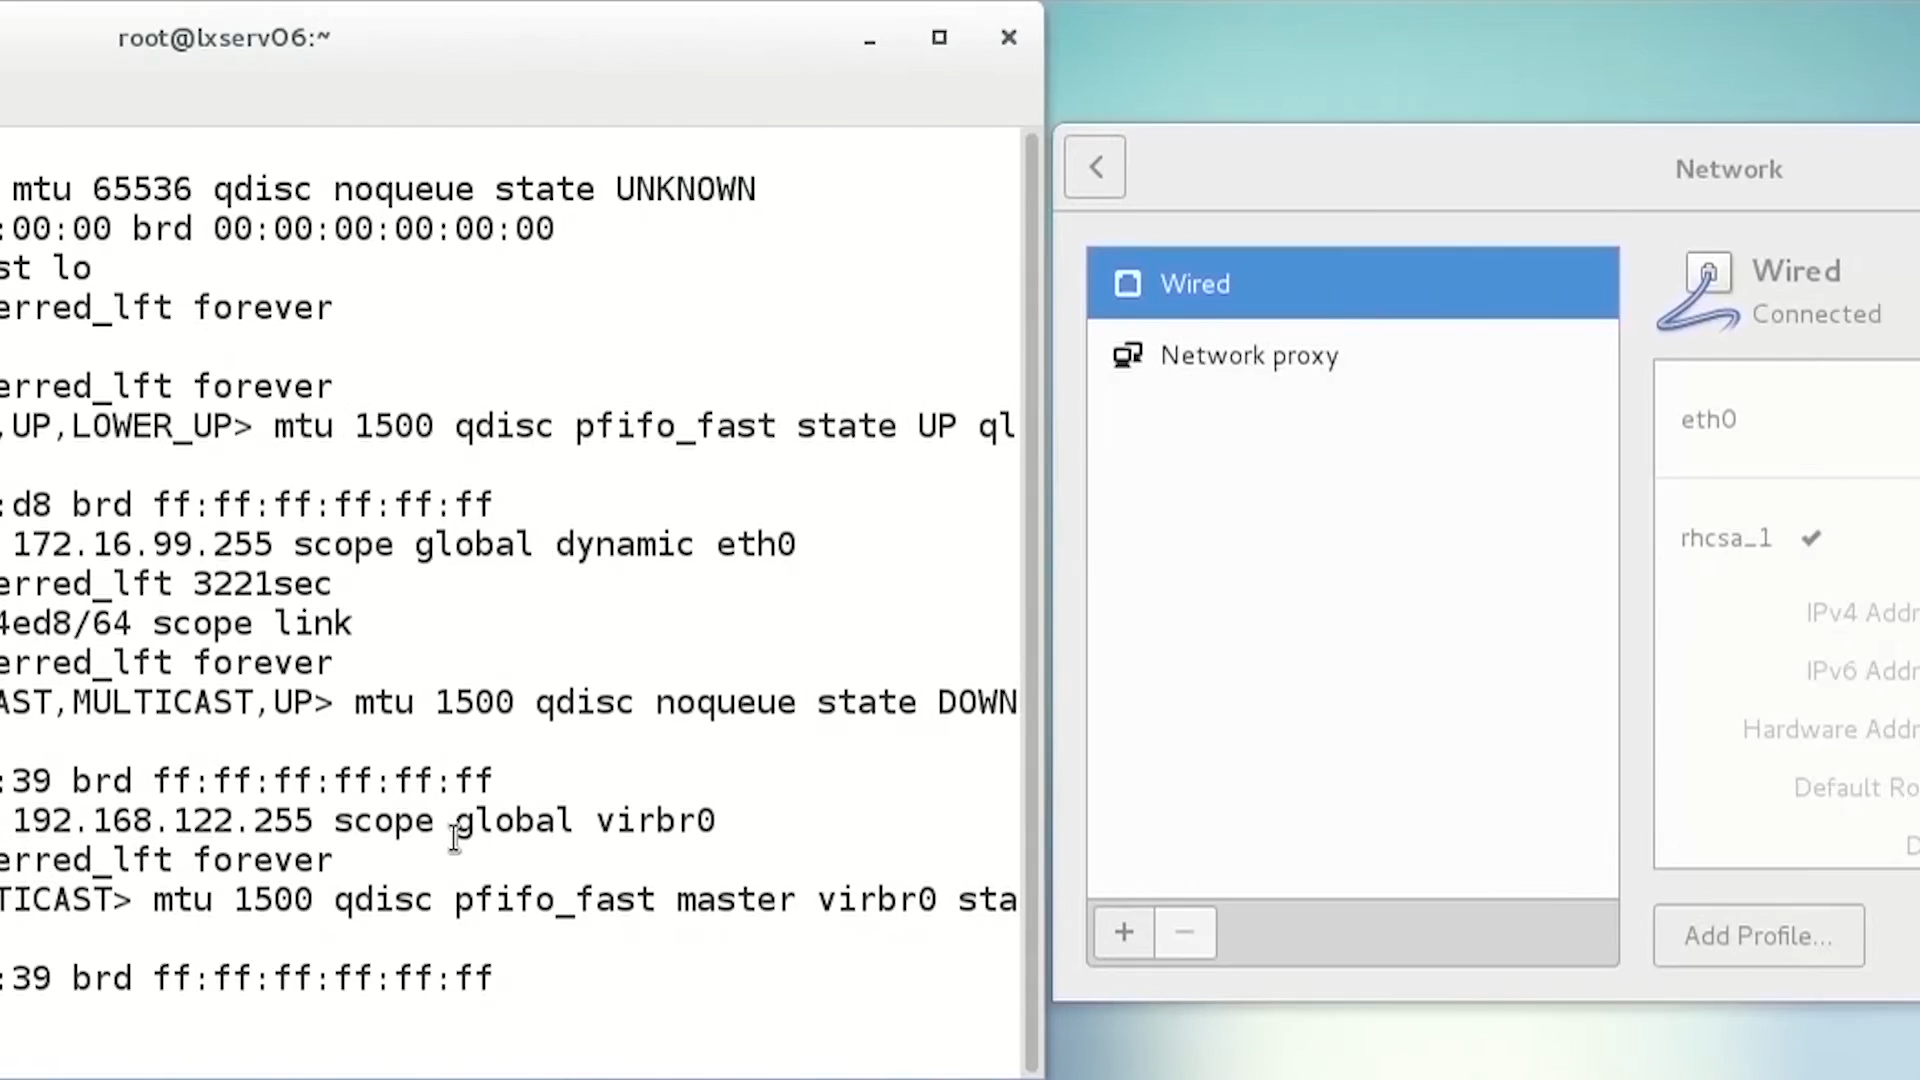 root@lxserv06:~
mtu 65536 qdisc noqueue state UNKNOWN
:00:00 brd 00:00:00:00:00:00
st lo
erred_lft forever
erred_lft forever
,UP,LOWER_UP> mtu 1500 qdisc pfifo_fast state UP ql
:d8 brd ff:ff:ff:ff:ff:ff
172.16.99.255 scope global dynamic eth0
erred_lft 3221sec
4ed8/64 scope link
erred_lft forever
AST,MULTICAST,UP> mtu 1500 qdisc noqueue state DOWN
:39 brd ff:ff:ff:ff:ff:ff
192.168.122.255 scope global virbr0
erred_lft forever
TICAST> mtu 1500 qdisc pfifo_fast master virbr0 sta
:39 brd ff:ff:ff:ff:ff:ff
Network
Wired
Network proxy
Wired
Connected
eth0
rhcsa_1
IPv4 Addr
IPv6 Addr
Hardware Addr
Default Ro
D
Add Profile...